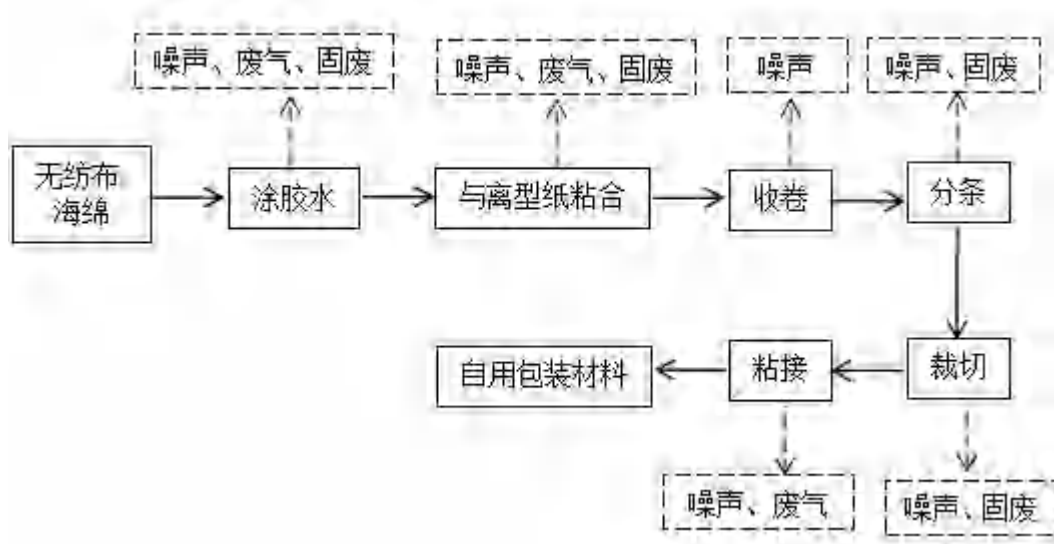 噪声、废气、固废
噪声、废气、固废
噪声
噪声、固废
无纺布
海绵
涂胶水
与离型纸粘合
收卷
分条
自用包装材料
粘接
裁切
噪声、废气
噪声、固废